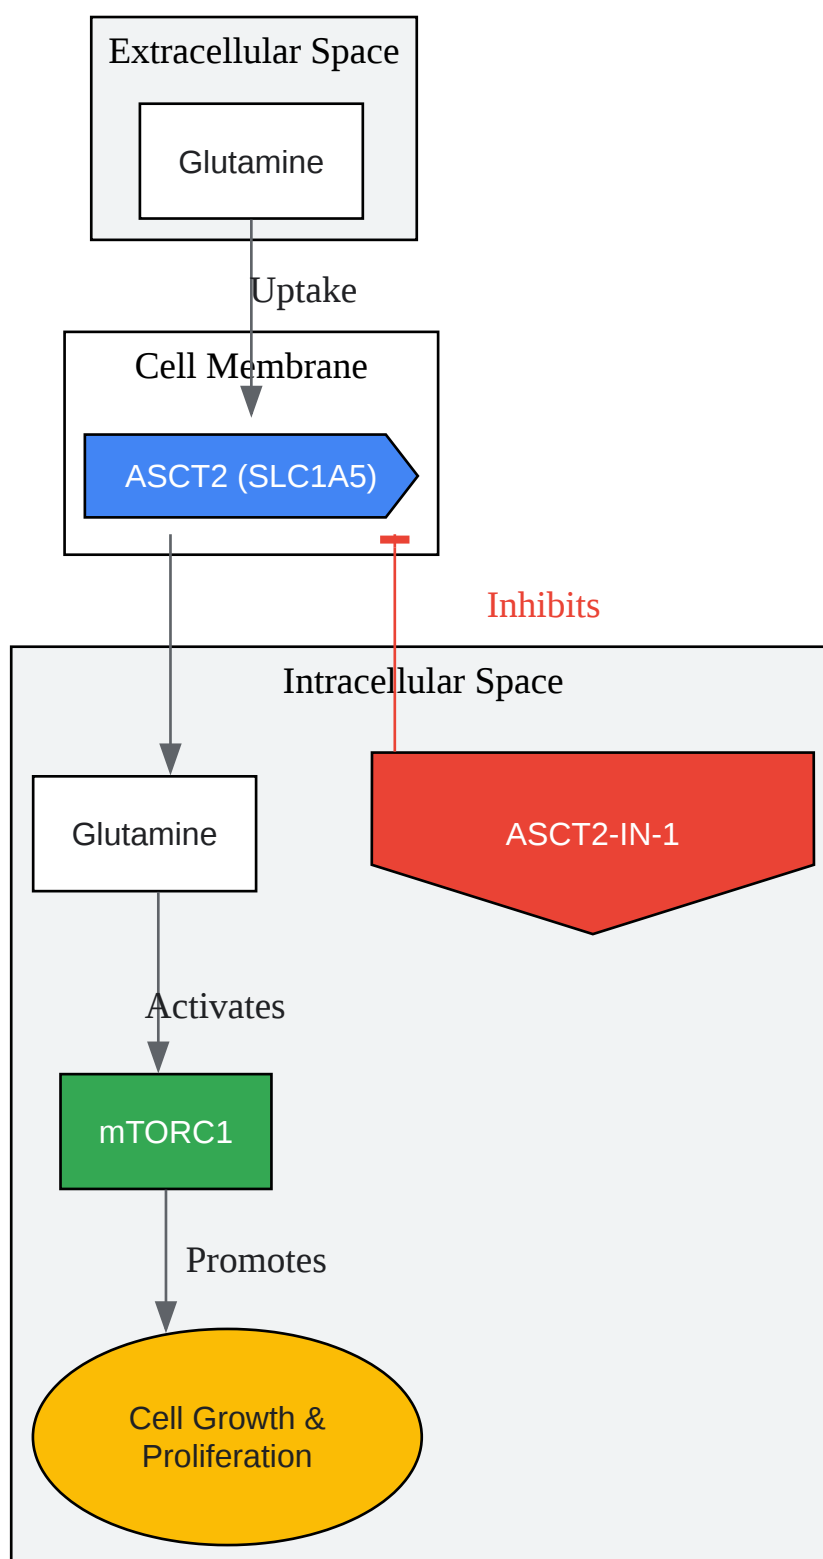 Extracellular Space
Glutamine
Uptake
Cell Membrane
ASCT2 (SLC1A5)
Inhibits
Intracellular Space
Glutamine
ASCT2-IN-1
Activates
mTORC1
Promotes
Cell Growth &
Proliferation